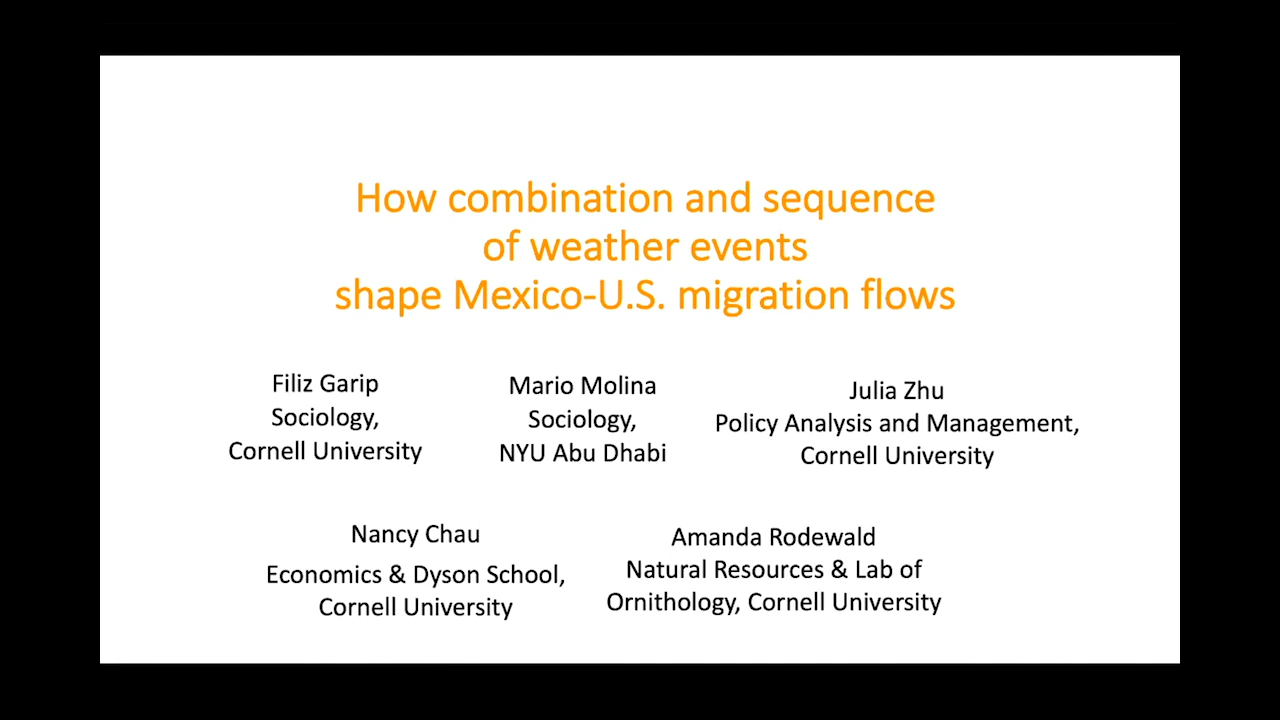 How combination and sequence
of weather events
shape Mexico-U.S. migration flows
Filiz Garip
Sociology,
Cornell University
Mario Molina
Sociology,
NYU Abu Dhabi
Julia Zhu
Policy Analysis and Management,
Cornell University
Nancy Chau
Economics & Dyson School,
Cornell University
Amanda Rodewald
Natural Resources & Lab of
Ornithology, Cornell University